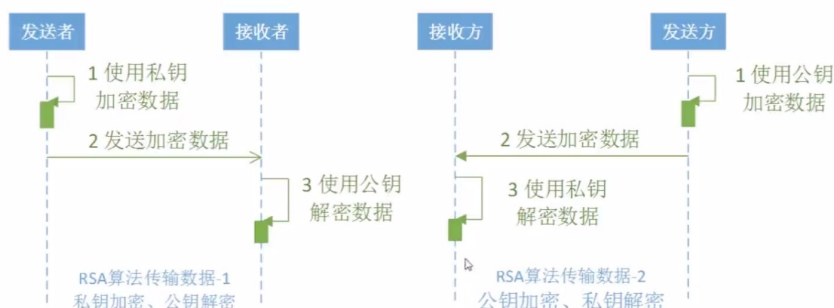 发送者
接收者
接收方
发送方
1 使用私钥
加密数据
1 使用公钥
加密数据
2 发送加密数据
2 发送加密数据
3 使用公钥
解密数据
3 使用私钥
解密数据
RSA算法传输数据-1
私钥加密、公钥解密
RSA算法传输数据-2
公钥加密、私钥解密